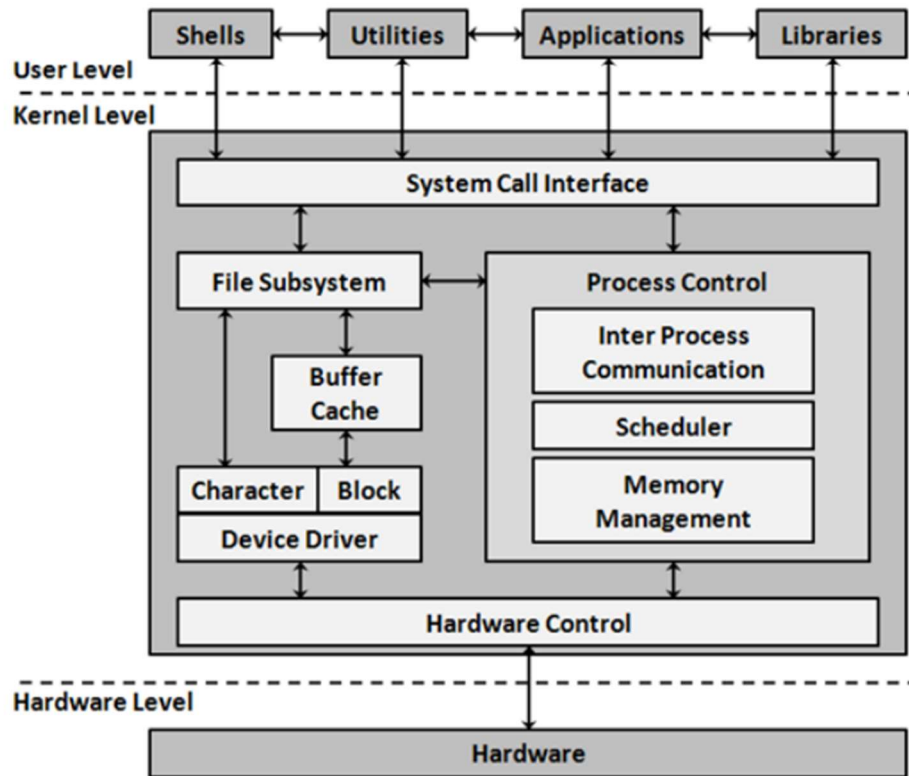 Shells
Utilities
Applications
Libraries
User Level
Kernel Level
System Call Interface
File Subsystem
Process Control
Inter Process
Communication
Buffer
Cache
Scheduler
Character
Block
Memory
Management
Device Driver
Hardware Control
Hardware Level
Hardware